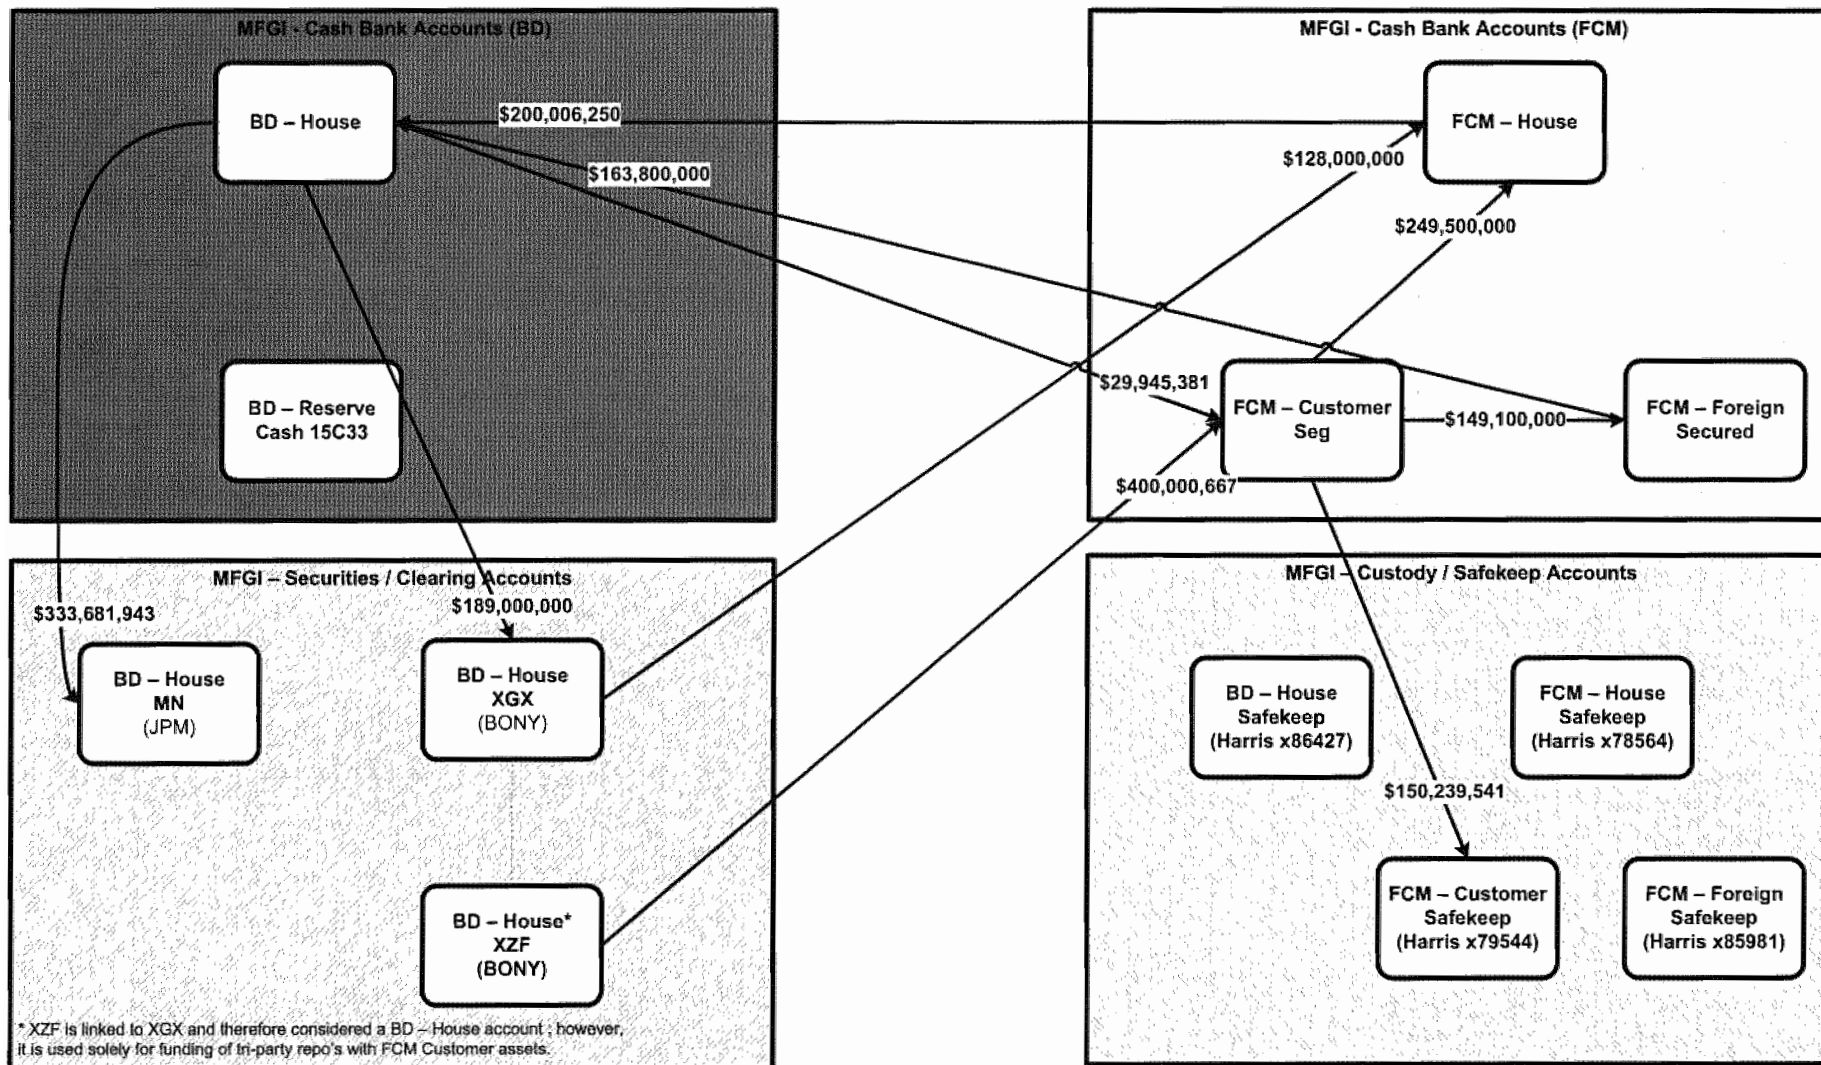 MFGI - Cash Bank Accounts (BD)
BD – House
$200,006,250
$163,800,000
BD – Reserve
Cash 15C33
MFGI - Cash Bank Accounts (FCM)
FCM – House
$128,000,000
$249,500,000
$29,945,381
FCM – Customer
Seg
$149,100,000
FCM – Foreign
Secured
$400,000,667
MFGI – Securities / Clearing Accounts
$333,681,943
$189,000,000
BD – House
MN
(JPM)
BD – House
XGX
(BONY)
BD – House*
XZF
(BONY)
* XZF is linked to XGX and therefore considered a BD – House account ; however,
it is used solely for funding of tri-party repo's with FCM Customer assets.
MFGI – Custody / Safekeep Accounts
BD – House
Safekeep
(Harris x86427)
FCM – House
Safekeep
(Harris x78564)
$150,239,541
FCM – Customer
Safekeep
(Harris x79544)
FCM – Foreign
Safekeep
(Harris x85981)